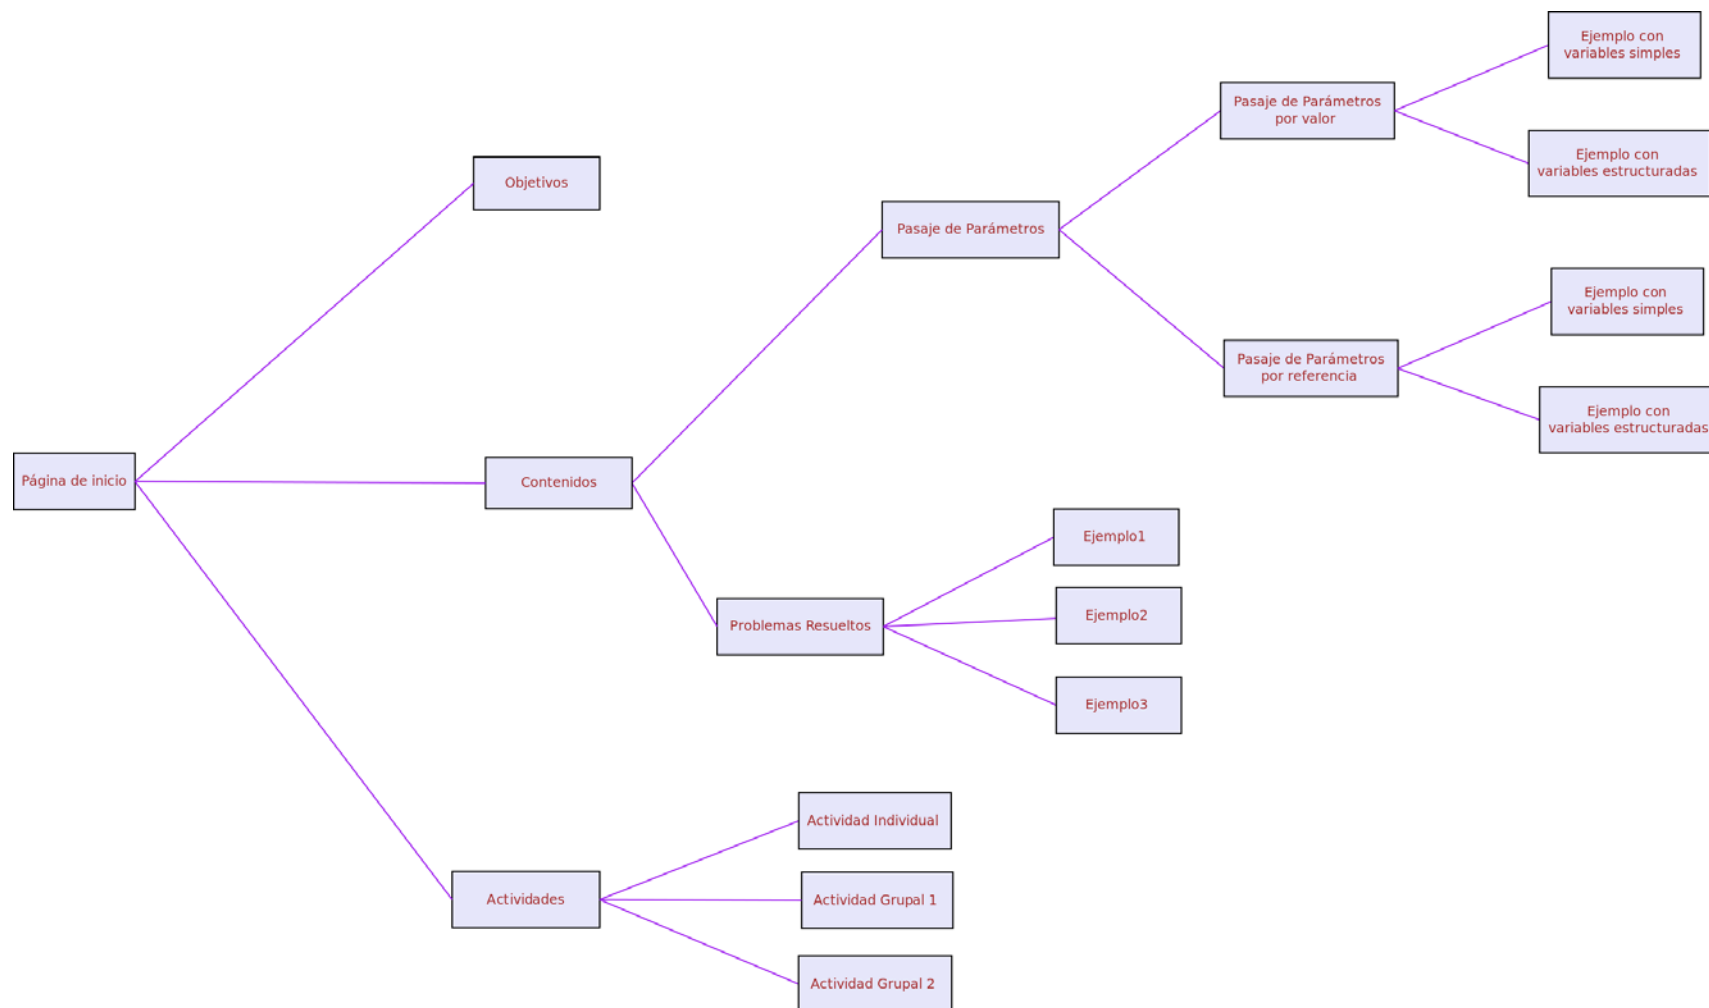 Ejemplo con
variables simples
Pasaje de Parámetros
por valor
Ejemplo con
variables estructuradas
Objetivos
Pasaje de Parámetros
Ejemplo con
variables simples
Pasaje de Parámetros
por referencia
Ejemplo con
variables estructuradas
Página de inicio
Contenidos
Ejemplo1
Ejemplo2
Problemas Resueltos
Ejemplo3
Actividad Individual
Actividades
Actividad Grupal 1
Actividad Grupal 2